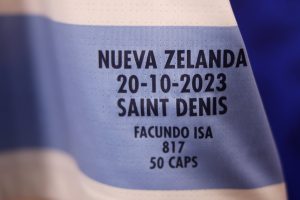 NUEVA ZELANDA
20-10-2023
SAINT DENIS
FACUNDO ISA
817
50 CAPS